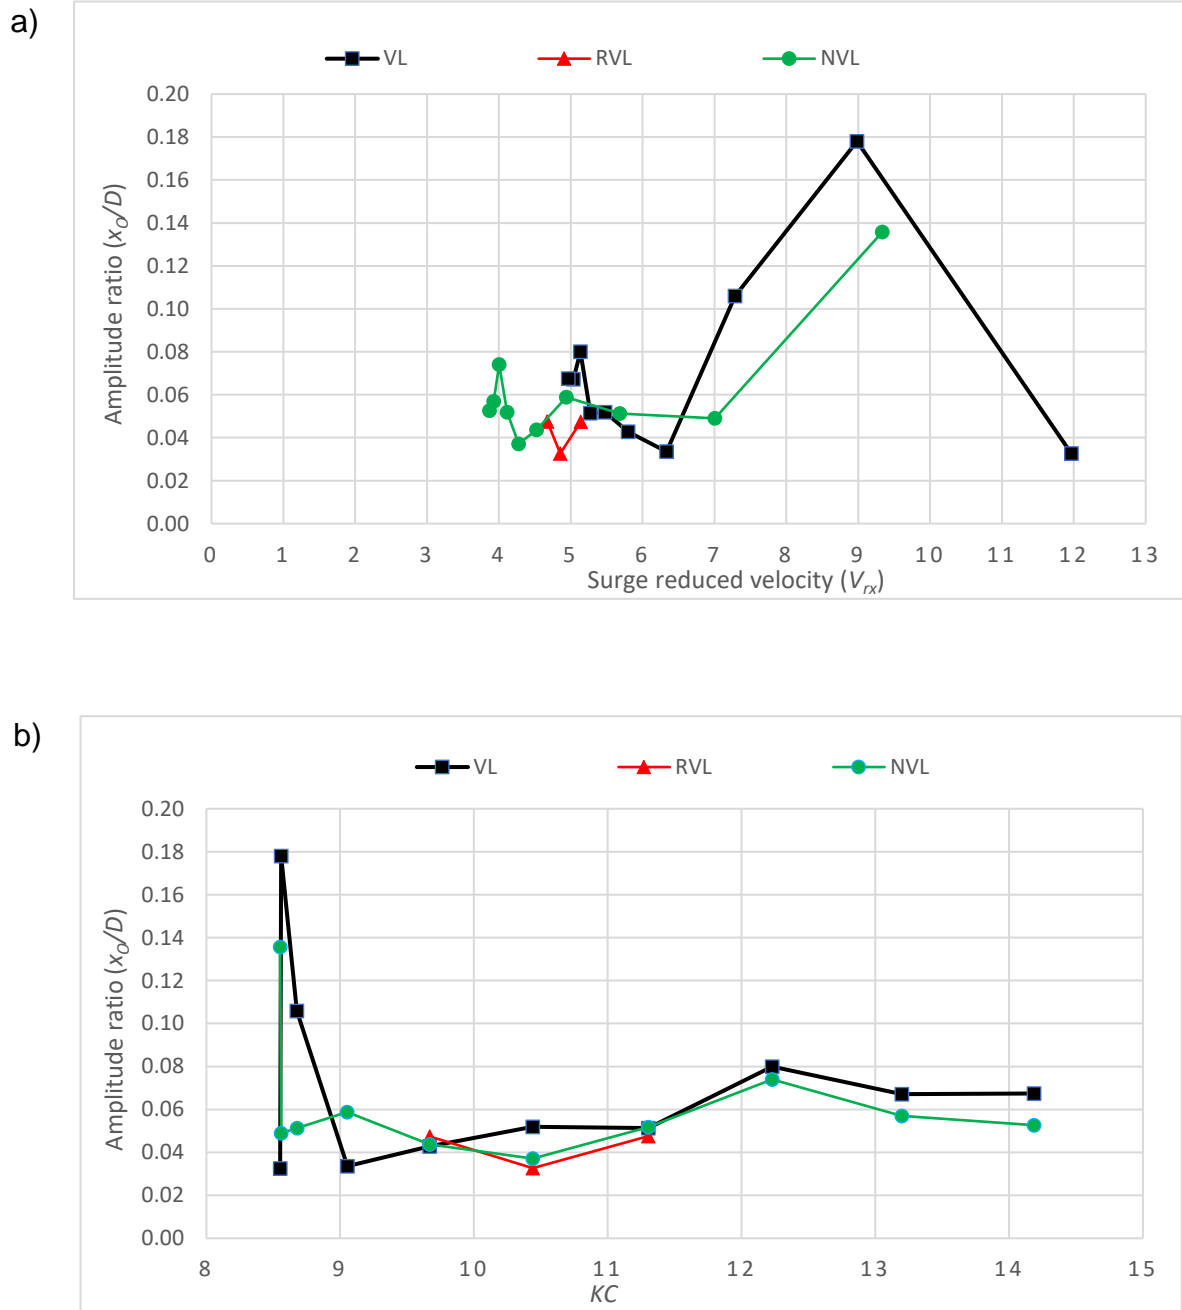 a)
VL RVL NVL
0.20
0.18
0.16
0.14
0.12
0.10
0.08
0.06
0.04
0.02
0.00
Amplitude ratio (xO/D)
0 1 2 3 4 5 6 7 8 9 10 11 12 13
Surge reduced velocity (Vrx)
b)
VL RVL NVL
0.20
0.18
0.16
0.14
0.12
0.10
0.08
0.06
0.04
0.02
0.00
Amplitude ratio (xO/D)
8 9 10 11 12 13 14 15
KC